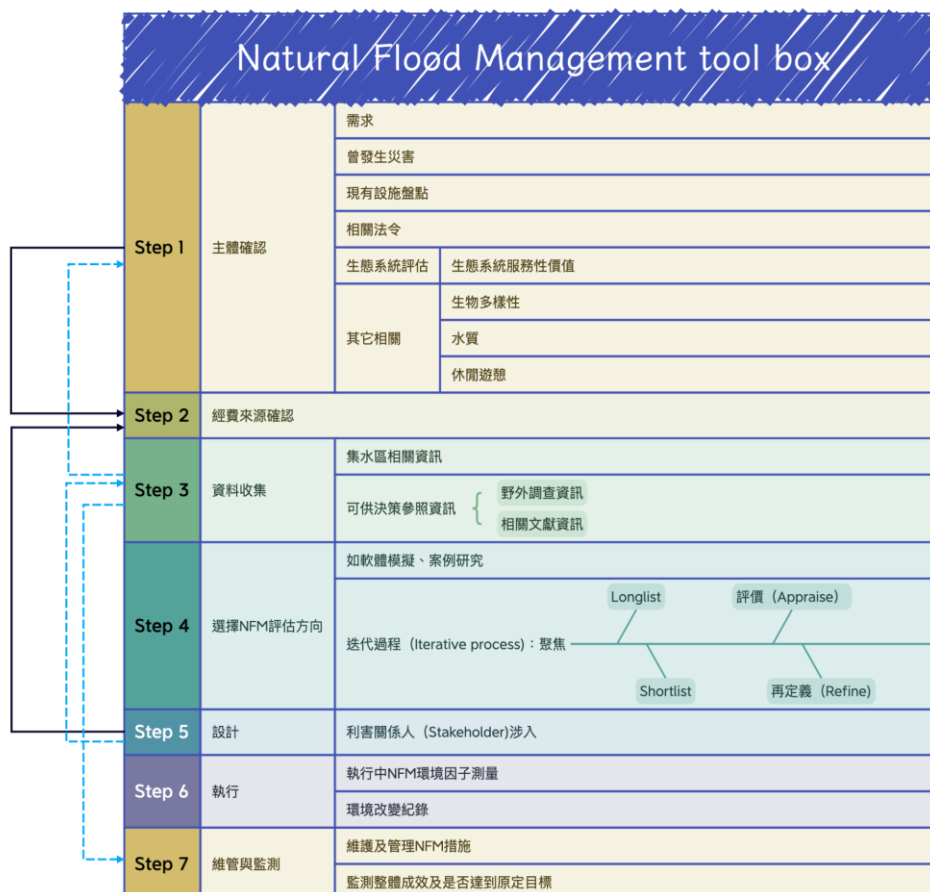 Natural Flood Management tool box
Step 1
主體確認
需求
曾發生災害
現有設施盤點
相關法令
生態系統評估
生態系統服務性價值
其它相關
生物多樣性
水質
休閒遊憩
Step 2
經費來源確認
Step 3
資料收集
集水區相關資訊
可供決策參照資訊
野外調查資訊
相關文獻資訊
Step 4
選擇NFM評估方向
如軟體模擬、案例研究
迭代過程（Iterative process)：聚焦
Longlist
評價（Appraise）
Shortlist
再定義（Refine)
Step 5
設計
利害關係人（Stakeholder)涉入
Step 6
執行
執行中NFM環境因子測量
環境改變紀錄
Step 7
維管與監測
維護及管理NFM措施
監測整體成效及是否達到原定目標